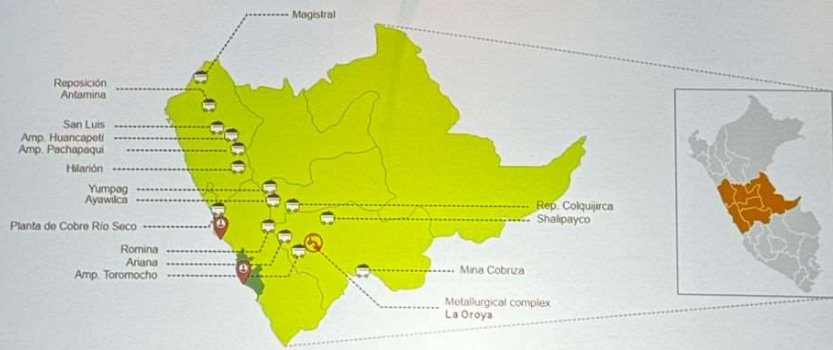 Magistral
Reposición
Antamina
San Luis
Amp. Huancapetí
Amp. Pachapaqui
Hilarión
Yumpag
Ayawilca
Rep. Colquijirca
Shalipayco
Planta de Cobre Río Seco
Romina
Ariana
Amp. Toromocho
Mina Cobriza
Metallurgical complex
La Oroya